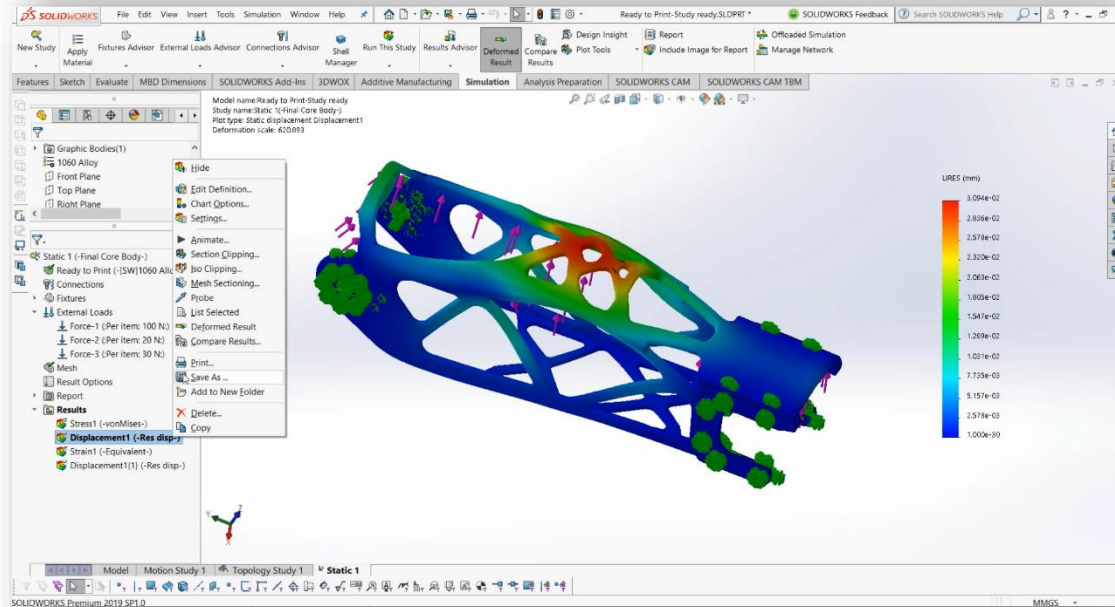 SOLIDWORKS File Edit View Insert Tools Simulation Window Help Ready to Print-Study ready.SLDPRT * SOLIDWORKS Feedback Search SOLIDWORKS Help
New Study
Apply Material
Fixtures Advisor
External Loads Advisor
Connections Advisor
Shell Manager
Run This Study
Results Advisor
Deformed Result
Compare Results
Design Insight
Plot Tools
Report
Include Image for Report
Offloaded Simulation
Manage Network
Features Sketch Evaluate MBD Dimensions SOLIDWORKS Add-Ins 3DWOX Additive Manufacturing Simulation Analysis Preparation SOLIDWORKS CAM SOLIDWORKS CAM TBM
Model name:Ready to Print-Study ready
Study name:Static 1(-Final Core Body-)
Plot type: Static displacement Displacement1
Deformation scale: 620.093
Graphic Bodies(1)
1060 Alloy
Front Plane
Top Plane
Right Plane
Static 1 (-Final Core Body-)
Ready to Print (-[SW]1060 Allo
Connections
Fixtures
External Loads
Force-1 (:Per item: 100 N:)
Force-2 (:Per item: 20 N:)
Force-3 (:Per item: 30 N:)
Mesh
Result Options
Report
Results
Stress1 (-vonMises-)
Displacement1 (-Res disp-)
Strain1 (-Equivalent-)
Displacement1{1} (-Res disp-)
Hide
Edit Definition...
Chart Options...
Settings...
Animate...
Section Clipping...
Iso Clipping...
Mesh Sectioning...
Probe
List Selected
Deformed Result
Compare Results...
Print...
Save As ...
Add to New Folder
Delete...
Copy
URES (mm)
3.094e-02
2.836e-02
2.578e-02
2.320e-02
2.063e-02
1.805e-02
1.547e-02
1.289e-02
1.031e-02
7.735e-03
5.157e-03
2.578e-03
1.000e-30
Y Z X
Model Motion Study 1 Topology Study 1 Static 1
SOLIDWORKS Premium 2019 SP1.0 MMGS